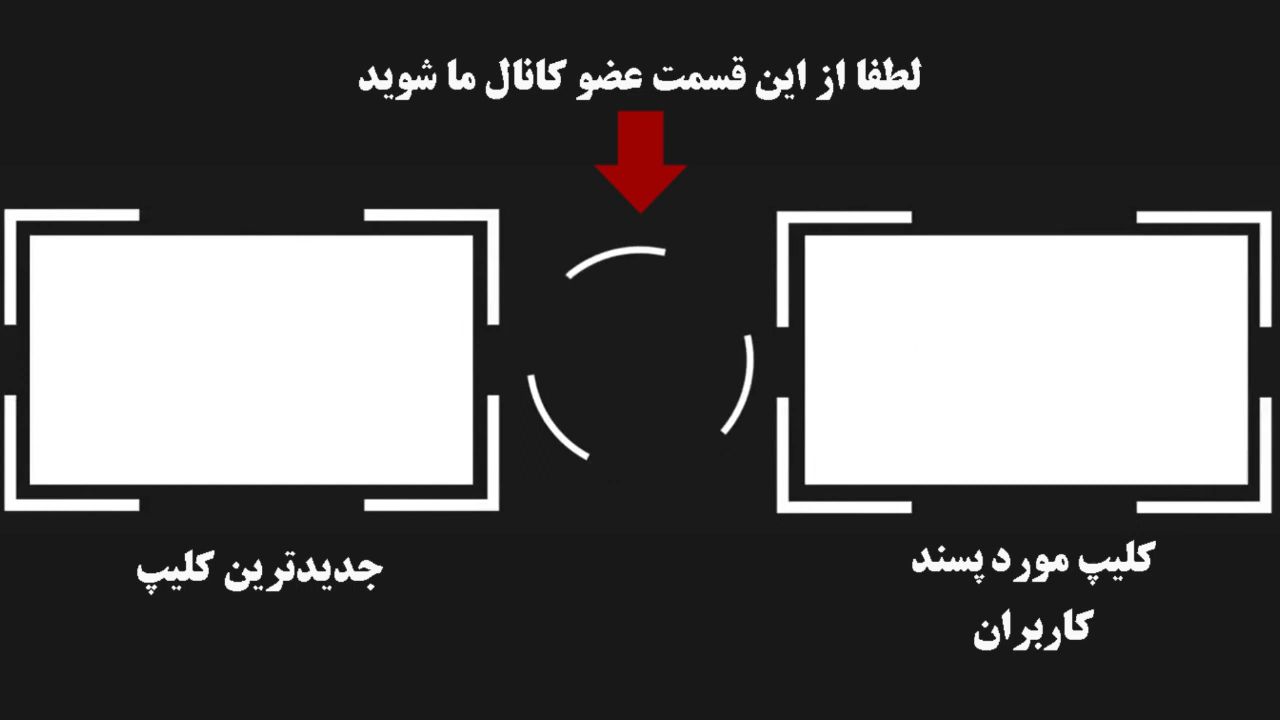 لطفا از این قسمت عضو کانال ما شوید
کلیپ مورد پسند
کاربران
جدیدترین کلیپ